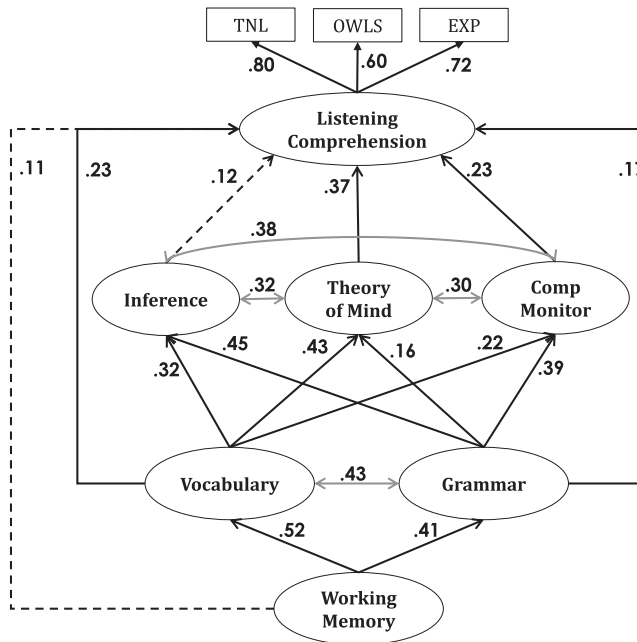 TNL
OWLS
EXP
.80
.60
.72
Listening
Comprehension
.11
.23
.12
.37
.23
.17
.38
Inference
.32
Theory
of Mind
.30
Comp
Monitor
.32
.45
.43
.16
.22
.39
Vocabulary
.43
Grammar
.52
.41
Working
Memory